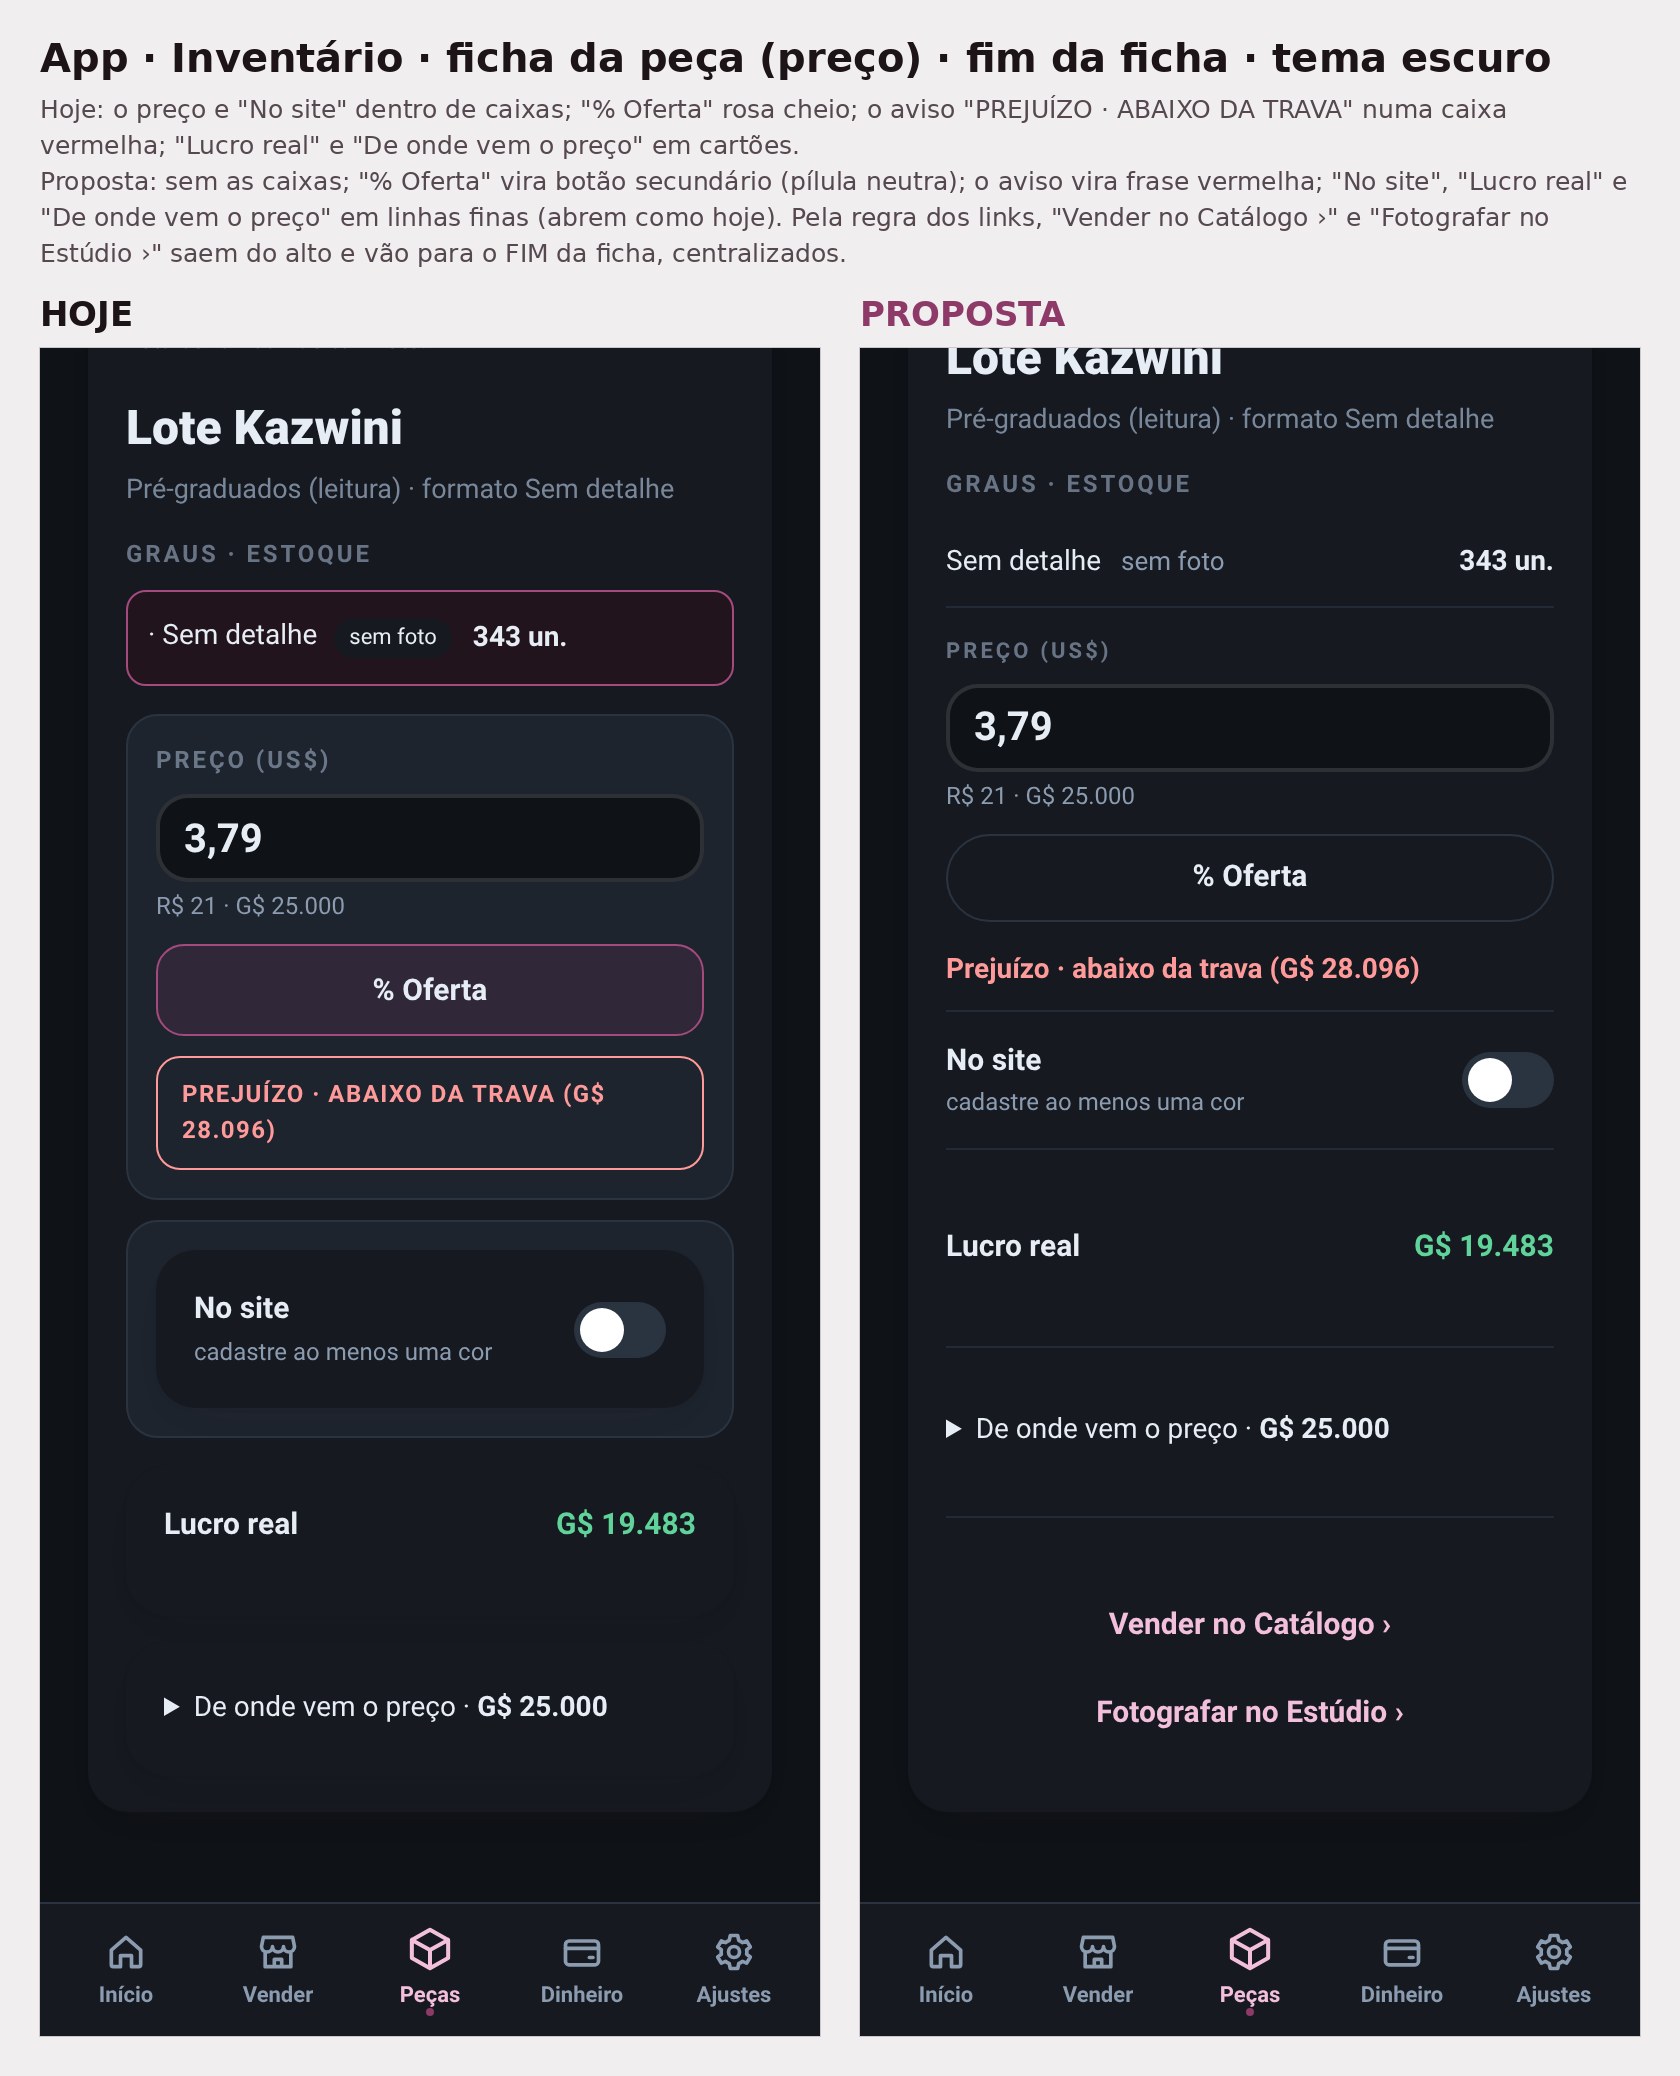 App · Inventário · ficha da peça (preço) · fim da ficha · tema escuro
Hoje: o preço e "No site" dentro de caixas; "% Oferta" rosa cheio; o aviso "PREJUÍZO · ABAIXO DA TRAVA" numa caixa
vermelha; "Lucro real" e "De onde vem o preço" em cartões.
Proposta: sem as caixas; "% Oferta" vira botão secundário (pílula neutra); o aviso vira frase vermelha; "No site", "Lucro real" e
"De onde vem o preço" em linhas finas (abrem como hoje). Pela regra dos links, "Vender no Catálogo ›" e "Fotografar no
Estúdio ›" saem do alto e vão para o FIM da ficha, centralizados.
HOJE
Lote Kazwini
Pré-graduados (leitura) · formato Sem detalhe
GRAUS · ESTOQUE
· Sem detalhe sem foto 343 un.
PREÇO (US$)
3,79
R$ 21 · G$ 25.000
% Oferta
PREJUÍZO · ABAIXO DA TRAVA (G$
28.096)
No site
cadastre ao menos uma cor
Lucro real G$ 19.483
▶ De onde vem o preço · G$ 25.000
Início Vender Peças Dinheiro Ajustes
PROPOSTA
Lote Kazwini
Pré-graduados (leitura) · formato Sem detalhe
GRAUS · ESTOQUE
Sem detalhe sem foto 343 un.
PREÇO (US$)
3,79
R$ 21 · G$ 25.000
% Oferta
Prejuízo · abaixo da trava (G$ 28.096)
No site
cadastre ao menos uma cor
Lucro real G$ 19.483
▶ De onde vem o preço · G$ 25.000
Vender no Catálogo ›
Fotografar no Estúdio ›
Início Vender Peças Dinheiro Ajustes